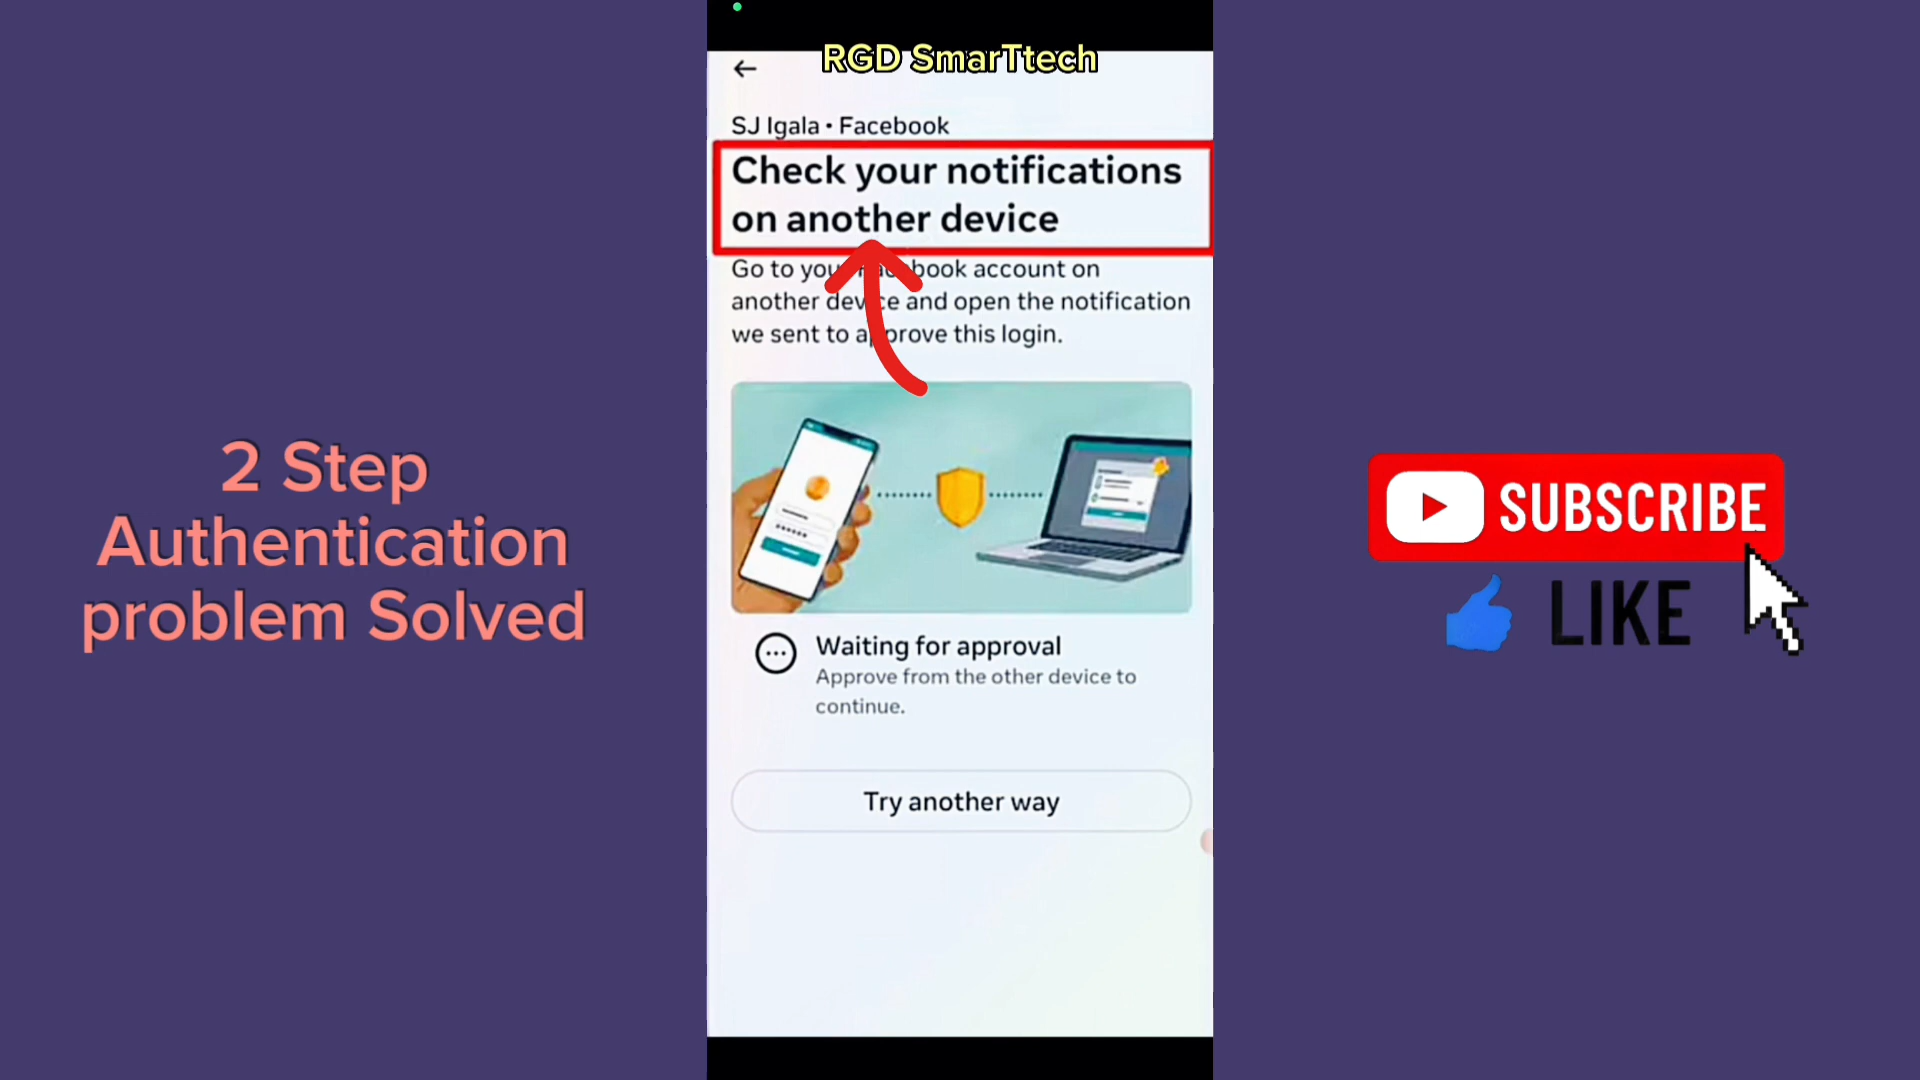 RGD SmarTtech
SJ Igala • Facebook
Check your notifications
on another device
Go to your Facebook account on
another device and open the notification
we sent to approve this login.
Waiting for approval
Approve from the other device to
continue.
Try another way
2 Step
Authentication
problem Solved
SUBSCRIBE
LIKE